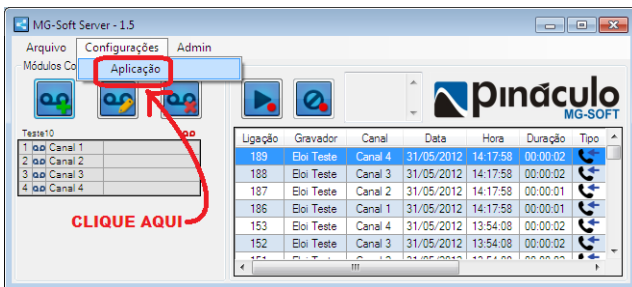 MG-Soft Server - 1.5
Arquivo Configurações Admin
Módulos Co
Aplicação
Pináculo
MG-SOFT
Teste10
1 Canal 1
2 Canal 2
3 Canal 3
4 Canal 4
CLIQUE AQUI
Ligação Gravador Canal Data Hora Duração Tipo
189 Eloi Teste Canal 4 31/05/2012 14:17:58 00:00:02
188 Eloi Teste Canal 3 31/05/2012 14:17:58 00:00:02
187 Eloi Teste Canal 2 31/05/2012 14:17:58 00:00:01
186 Eloi Teste Canal 1 31/05/2012 14:17:58 00:00:01
153 Eloi Teste Canal 4 31/05/2012 13:54:08 00:00:02
152 Eloi Teste Canal 3 31/05/2012 13:54:08 00:00:02